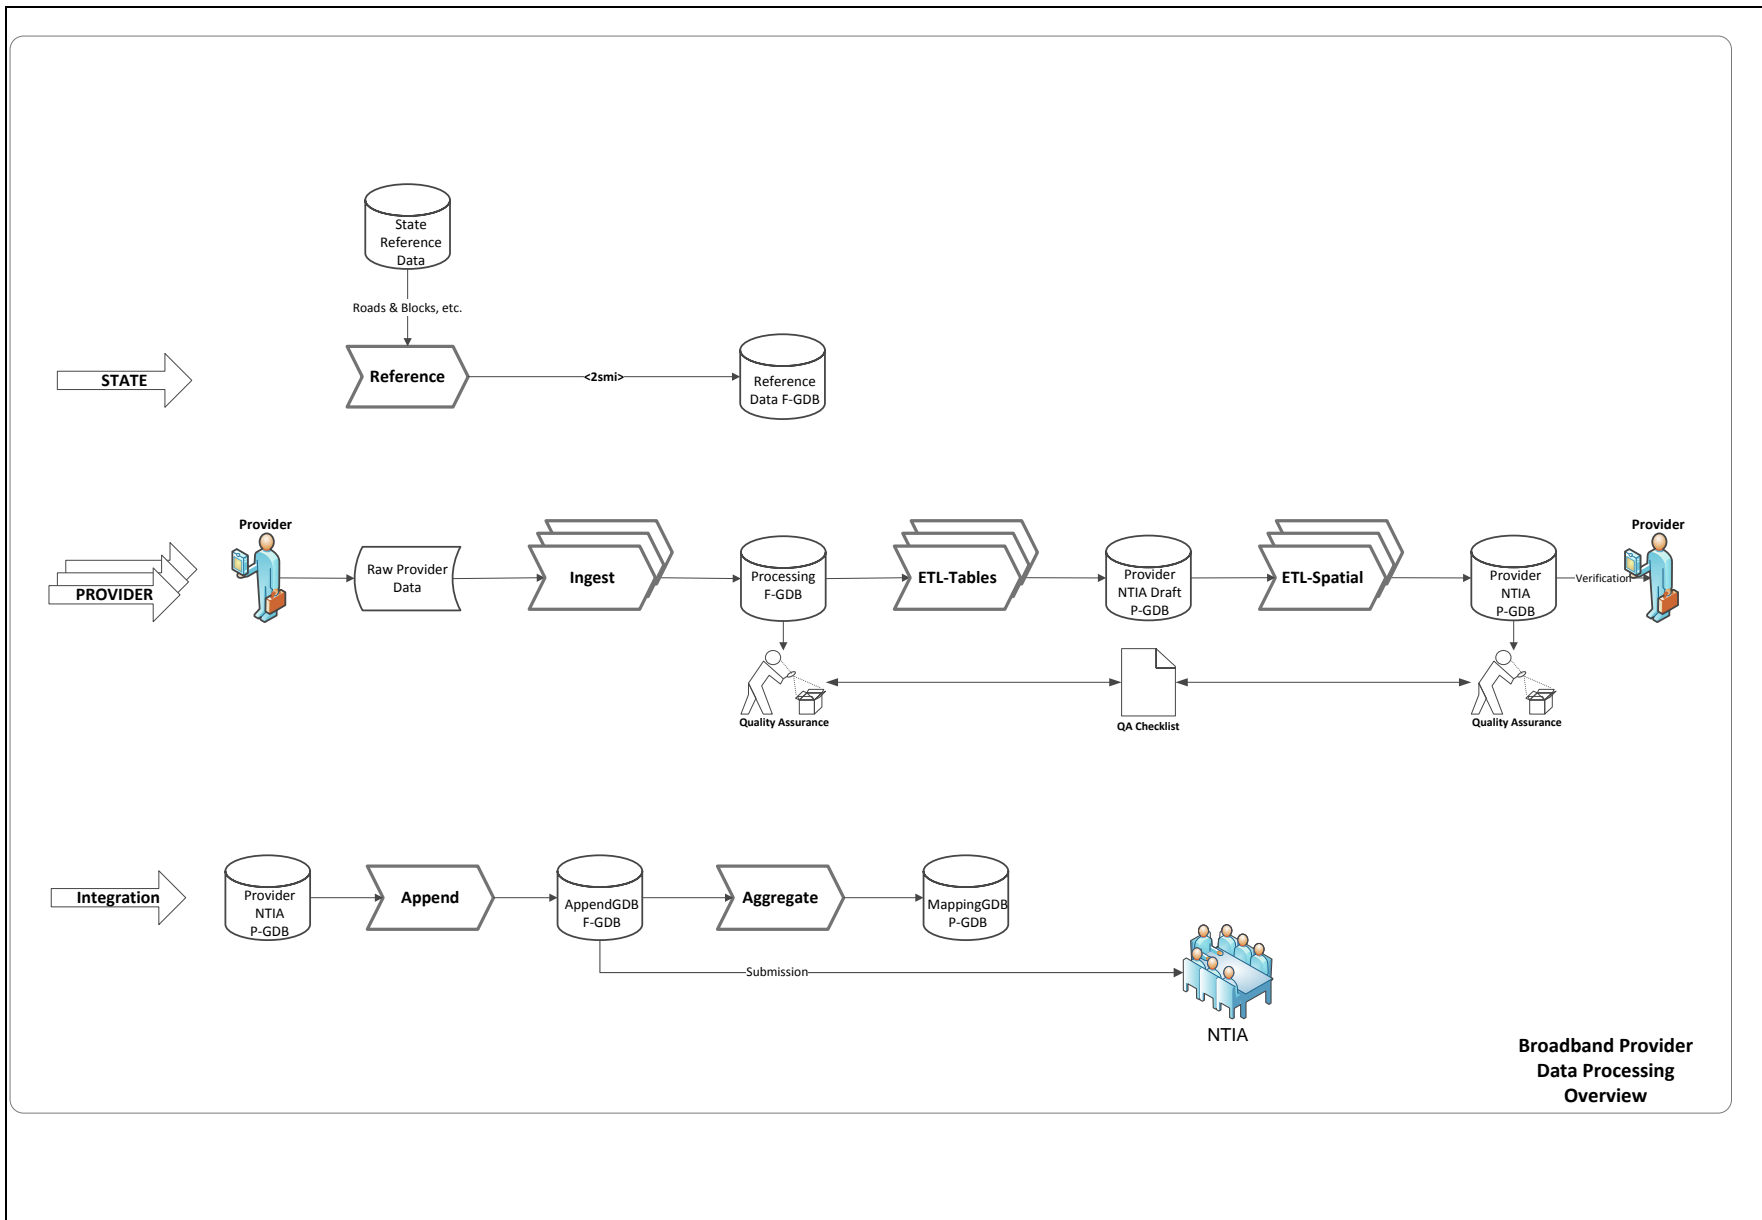 State
Reference
Data
Roads & Blocks, etc.
STATE
Reference
<2smi>
Reference
Data F-GDB
Provider
Provider
PROVIDER
Raw Provider
Data
Ingest
Processing
F-GDB
ETL-Tables
Provider
NTIA Draft
P-GDB
ETL-Spatial
Provider
NTIA
P-GDB
Verification
Quality Assurance
QA Checklist
Quality Assurance
Integration
Provider
NTIA
P-GDB
Append
AppendGDB
F-GDB
Aggregate
MappingGDB
P-GDB
Submission
NTIA
Broadband Provider
Data Processing
Overview